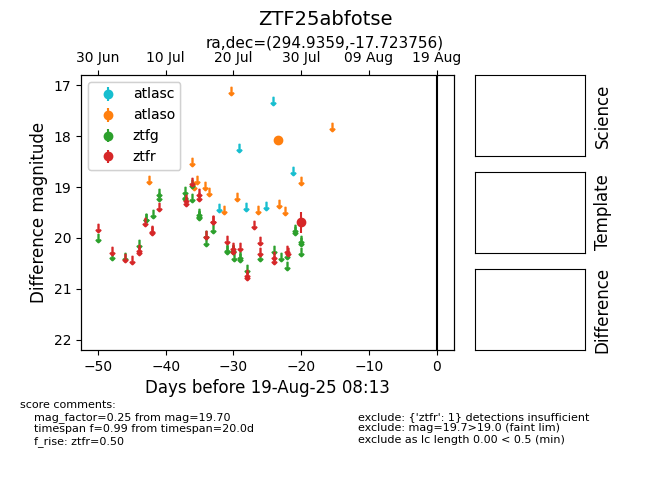 ZTF25abfotse
ra,dec=(294.9359,-17.723756)
30 Jun 10 Jul 20 Jul 30 Jul 09 Aug 19 Aug
17
18
19
20
21
22
Difference magnitude
atlasc
atlaso
ztfg
ztfr
−50 −40 −30 −20 −10 0
Days before 19-Aug-25 08:13
Science
Template
Difference
score comments:
mag_factor=0.25 from mag=19.70
timespan f=0.99 from timespan=20.0d
f_rise: ztfr=0.50
exclude: {'ztfr': 1} detections insufficient
exclude: mag=19.7>19.0 (faint lim)
exclude as lc length 0.00 < 0.5 (min)